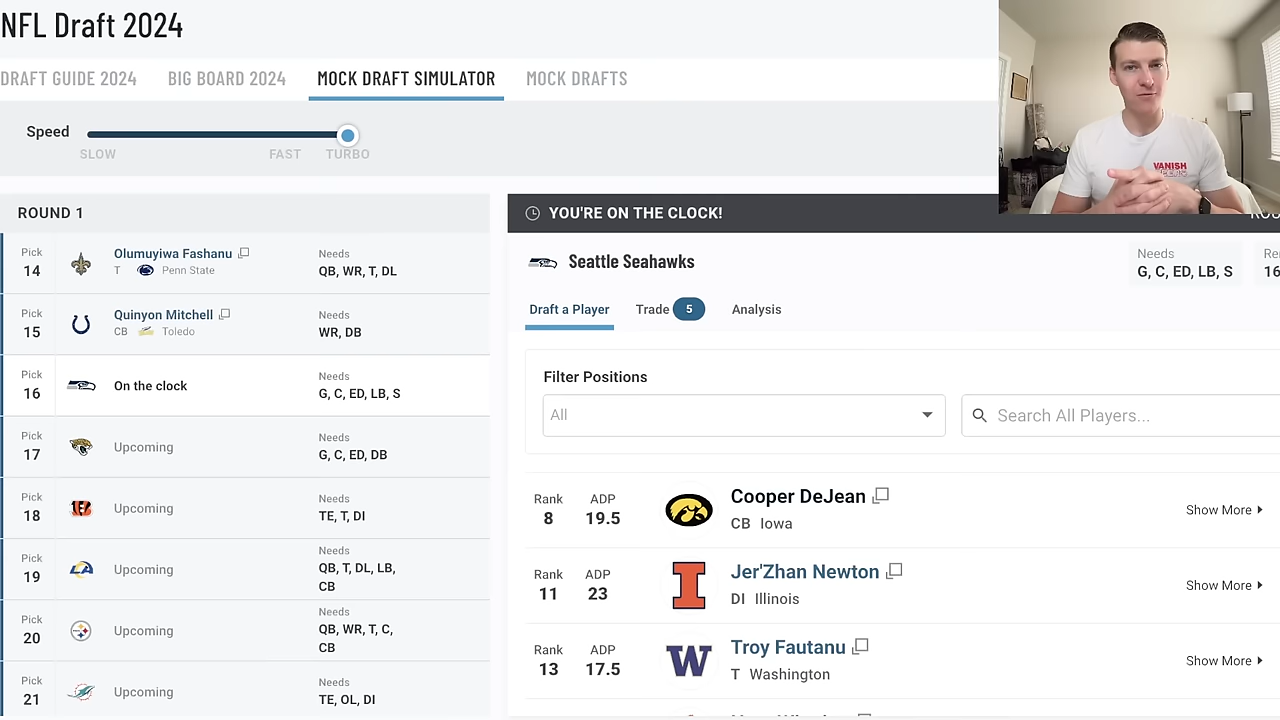 NFL Draft 2024
DRAFT GUIDE 2024 BIG BOARD 2024 MOCK DRAFT SIMULATOR MOCK DRAFTS
Speed
SLOW FAST TURBO
ROUND 1
Pick
14
Olumuyiwa Fashanu
T Penn State
Needs
QB, WR, T, DL
Pick
15
Quinyon Mitchell
CB Toledo
Needs
WR, DB
Pick
16
On the clock
Needs
G, C, ED, LB, S
Pick
17
Upcoming
Needs
G, C, ED, DB
Pick
18
Upcoming
Needs
TE, T, DI
Pick
19
Upcoming
Needs
QB, T, DL, LB,
CB
Pick
20
Upcoming
Needs
QB, WR, T, C,
CB
Pick
21
Upcoming
Needs
TE, OL, DI
YOU'RE ON THE CLOCK!
Seattle Seahawks
Needs
G, C, ED, LB, S
16
Draft a Player Trade 5 Analysis
Filter Positions
All
Search All Players...
Rank
8
ADP
19.5
Cooper DeJean
CB Iowa
Show More
Rank
11
ADP
23
Jer'Zhan Newton
DI Illinois
Show More
Rank
13
ADP
17.5
Troy Fautanu
T Washington
Show More
VANISH